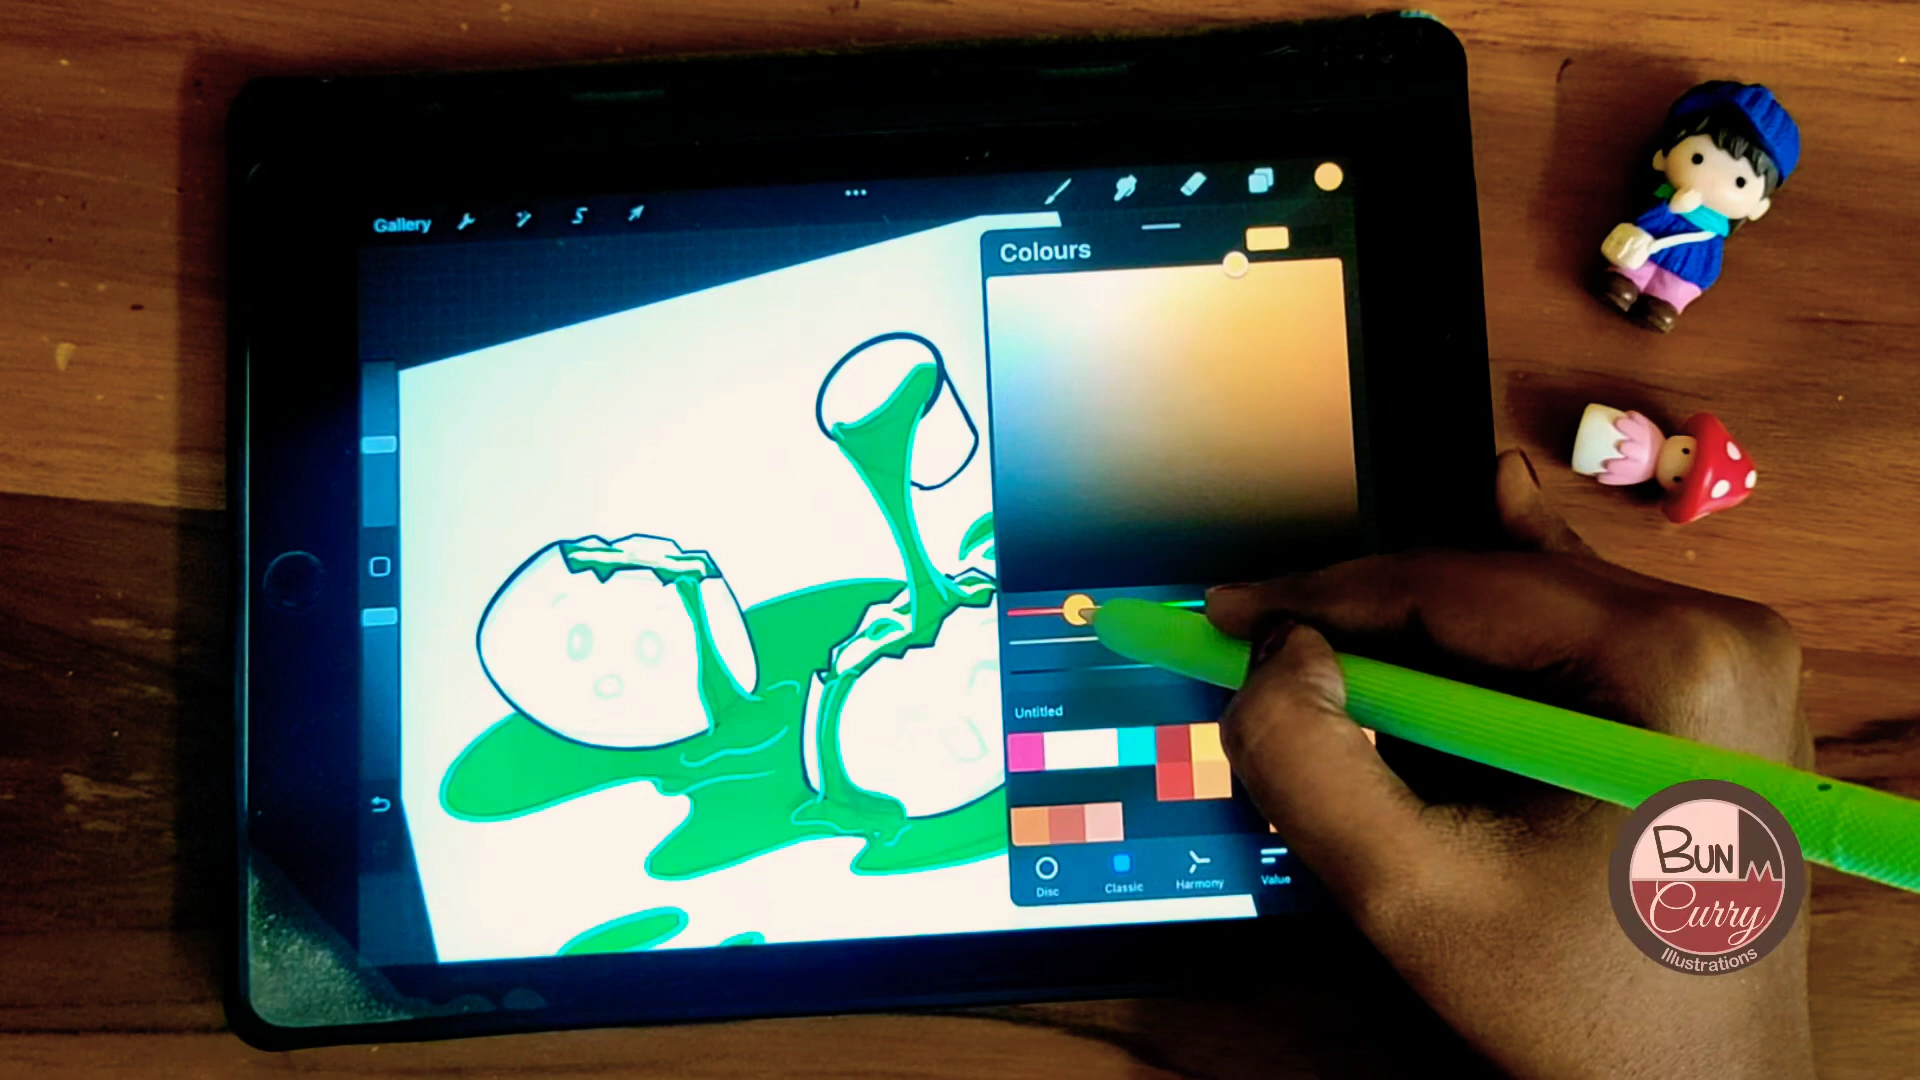 Gallery
S
Colours
Untitled
Disc
Classic
Harmony
Value
BUN
M
Curry
Illustrations